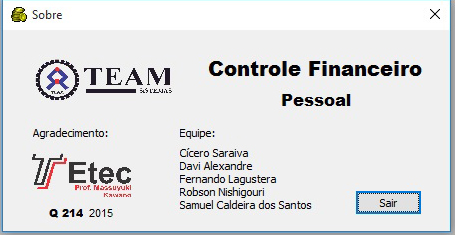 Sobre
TEAM
SISTEMAS
Controle Financeiro
Pessoal
Agradecimento:
Etec
Prof. Massuyuki
Kawano
Q 214 2015
Equipe:
Cícero Saraiva
Davi Alexandre
Fernando Lagustera
Robson Nishigouri
Samuel Caldeira dos Santos
Sair